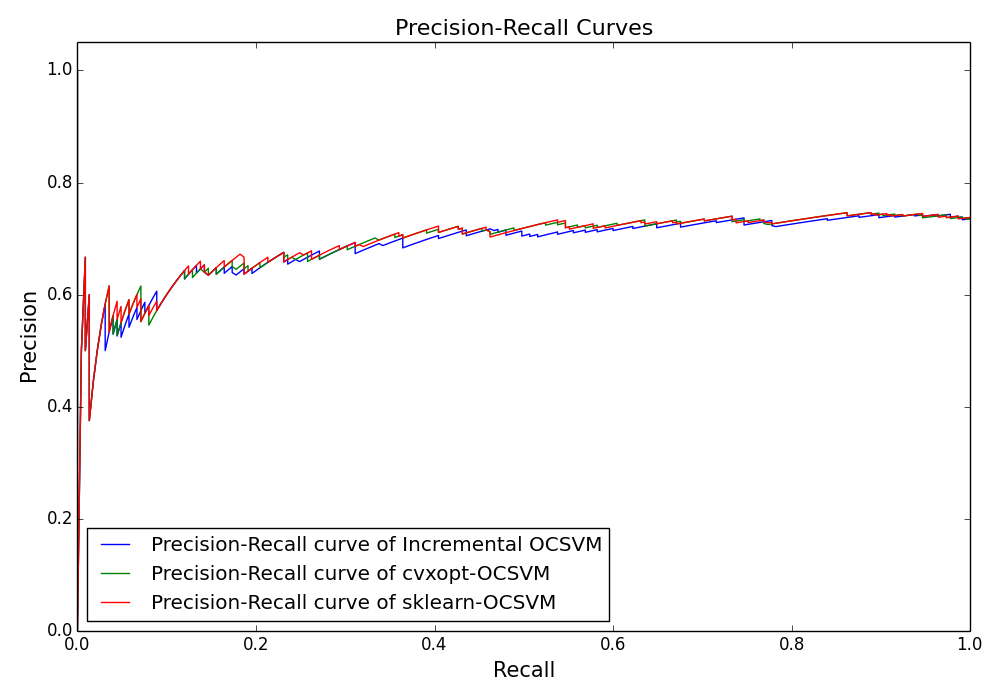 Precision-Recall Curves
1.0
0.8
0.6
0.4
0.2
0.0
Precision
Precision-Recall curve of Incremental OCSVM
Precision-Recall curve of cvxopt-OCSVM
Precision-Recall curve of sklearn-OCSVM
0.0 0.2 0.4 0.6 0.8 1.0
Recall